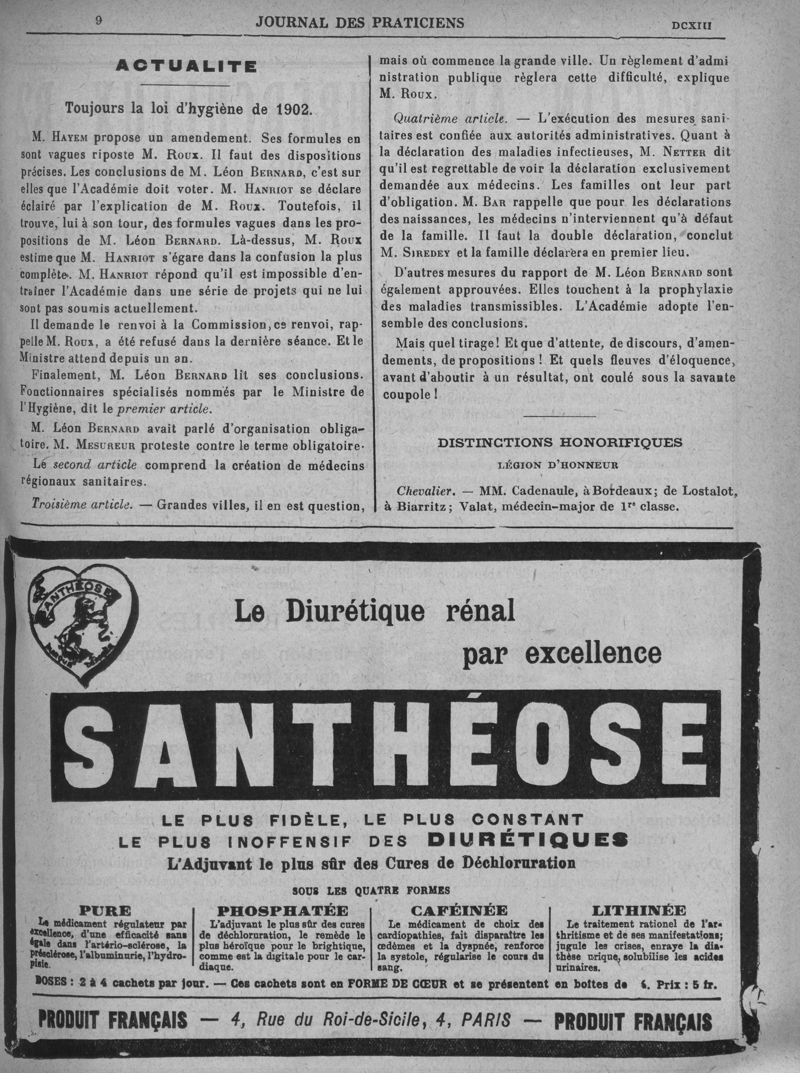 9
JOURNAL DES PRATICIENS
DCXIII
ACTUALITE
Toujours la loi d'hygiène de 1902.
M. HAYEM propose un amendement. Ses formules en
sont vagues riposte M. ROUX. Il faut des dispositions
précises. Les conclusions de M. Léon BERNARD, c'est sur
elles que l'Académie doit voter. M. HANRIOT se déclare
éclairé par l'explication de M. ROUX. Toutefois, il
trouve, lui à son tour, des formules vagues dans les pro-
positions de M. Léon BERNARD. Là-dessus, M. ROUX
estime que M. HANRIOT s'égare dans la confusion la plus
complète. M. HANRIOT répond qu'il est impossible d'en-
traîner l'Académie dans une série de projets qui ne lui
sont pas soumis actuellement.
Il demande le renvoi à la Commission, ce renvoi, rap-
pelle M. ROUX, a été refusé dans la dernière séance. Et le
Ministre attend depuis un an.
Finalement, M. Léon BERNARD lit ses conclusions.
Fonctionnaires spécialisés nommés par le Ministre de
l'Hygiène, dit le premier article.
M. Léon BERNARD avait parlé d'organisation obliga-
toire. M. MESUREUR proteste contre le terme obligatoire.
Le second article comprend la création de médecins
régionaux sanitaires.
Troisième article. — Grandes villes, il en est question,
mais où commence la grande ville. Un règlement d'admi
nistration publique règlera cette difficulté, explique
M. ROUX.
Quatrième article. — L'exécution des mesures sani-
taires est confiée aux autorités administratives. Quant à
la déclaration des maladies infectieuses, M. NETTER dit
qu'il est regrettable de voir la déclaration exclusivement
demandée aux médecins. Les familles ont leur part
d'obligation. M. BAR rappelle que pour les déclarations
des naissances, les médecins n'interviennent qu'à défaut
de la famille. Il faut la double déclaration, conclut
M. SIREDEY et la famille déclarera en premier lieu.
D'autres mesures du rapport de M. Léon BERNARD sont
également approuvées. Elles touchent à la prophylaxie
des maladies transmissibles. L'Académie adopte l'en-
semble des conclusions.
Mais quel tirage! Et que d'attente, de discours, d'amen-
dements, de propositions ! Et quels fleuves d'éloquence,
avant d'aboutir à un résultat, ont coulé sous la savante
coupole !
DISTINCTIONS HONORIFIQUES
LÉGION D'HONNEUR
Chevalier. — MM. Cadenaule, à Bordeaux; de Lostalot,
à Biarritz; Valat, médecin-major de 1re classe.
SANTHÉOSE
Le Diurétique rénal
par excellence
SANTHÉOSE
LE PLUS FIDÈLE, LE PLUS CONSTANT
LE PLUS INOFFENSIF DES DIURÉTIQUES
L'Adjuvant le plus sûr des Cures de Déchloruration
SOUS LES QUATRE FORMES
PURE
Le médicament régulateur par
excellence, d'une efficacité sans
égale dans l'artério-sclérose, la
présclérose, l'albuminurie, l'hydro-
pisie.
PHOSPHATÉE
L'adjuvant le plus sûr des cures
de déchloruration, le remède le
plus héroïque pour le brightique,
comme est la digitale pour le car-
diaque.
CAFÉINÉE
Le médicament de choix des
cardiopathies, fait disparaître les
œdèmes et la dyspnée, renforce
la systole, régularise le cours du
sang.
LITHINÉE
Le traitement rationel de l'ar-
thritisme et de ses manifestations;
jugule les crises, enraye la dia-
thèse urique, solubilise les acides
urinaires.
DOSES : 2 à 4 cachets par jour. — Ces cachets sont en FORME DE CŒUR et se présentent en boîtes de 4. Prix : 5 fr.
PRODUIT FRANÇAIS — 4, Rue du Roi-de-Sicile, 4, PARIS — PRODUIT FRANÇAIS